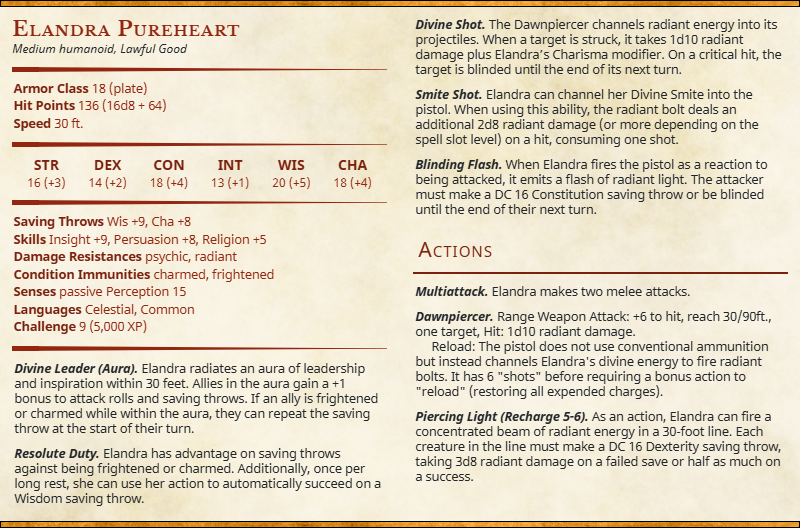 Elandra Pureheart
Medium humanoid, Lawful Good
Armor Class 18 (plate)
Hit Points 136 (16d8 + 64)
Speed 30 ft.
STR DEX CON INT WIS CHA
16 (+3) 14 (+2) 18 (+4) 13 (+1) 20 (+5) 18 (+4)
Saving Throws Wis +9, Cha +8
Skills Insight +9, Persuasion +8, Religion +5
Damage Resistances psychic, radiant
Condition Immunities charmed, frightened
Senses passive Perception 15
Languages Celestial, Common
Challenge 9 (5,000 XP)
Divine Leader (Aura). Elandra radiates an aura of leadership
and inspiration within 30 feet. Allies in the aura gain a +1
bonus to attack rolls and saving throws. If an ally is frightened
or charmed while within the aura, they can repeat the saving
throw at the start of their turn.
Resolute Duty. Elandra has advantage on saving throws
against being frightened or charmed. Additionally, once per
long rest, she can use her action to automatically succeed on a
Wisdom saving throw.
Divine Shot. The Dawnpiercer channels radiant energy into its
projectiles. When a target is struck, it takes 1d10 radiant
damage plus Elandra's Charisma modifier. On a critical hit, the
target is blinded until the end of its next turn.
Smite Shot. Elandra can channel her Divine Smite into the
pistol. When using this ability, the radiant bolt deals an
additional 2d8 radiant damage (or more depending on the
spell slot level) on a hit, consuming one shot.
Blinding Flash. When Elandra fires the pistol as a reaction to
being attacked, it emits a flash of radiant light. The attacker
must make a DC 16 Constitution saving throw or be blinded
until the end of their next turn.
Actions
Multiattack. Elandra makes two melee attacks.
Dawnpiercer. Range Weapon Attack: +6 to hit, reach 30/90ft.,
one target, Hit: 1d10 radiant damage.
Reload: The pistol does not use conventional ammunition
but instead channels Elandra's divine energy to fire radiant
bolts. It has 6 "shots" before requiring a bonus action to
"reload" (restoring all expended charges).
Piercing Light (Recharge 5-6). As an action, Elandra can fire a
concentrated beam of radiant energy in a 30-foot line. Each
creature in the line must make a DC 16 Dexterity saving throw,
taking 3d8 radiant damage on a failed save or half as much on
a success.